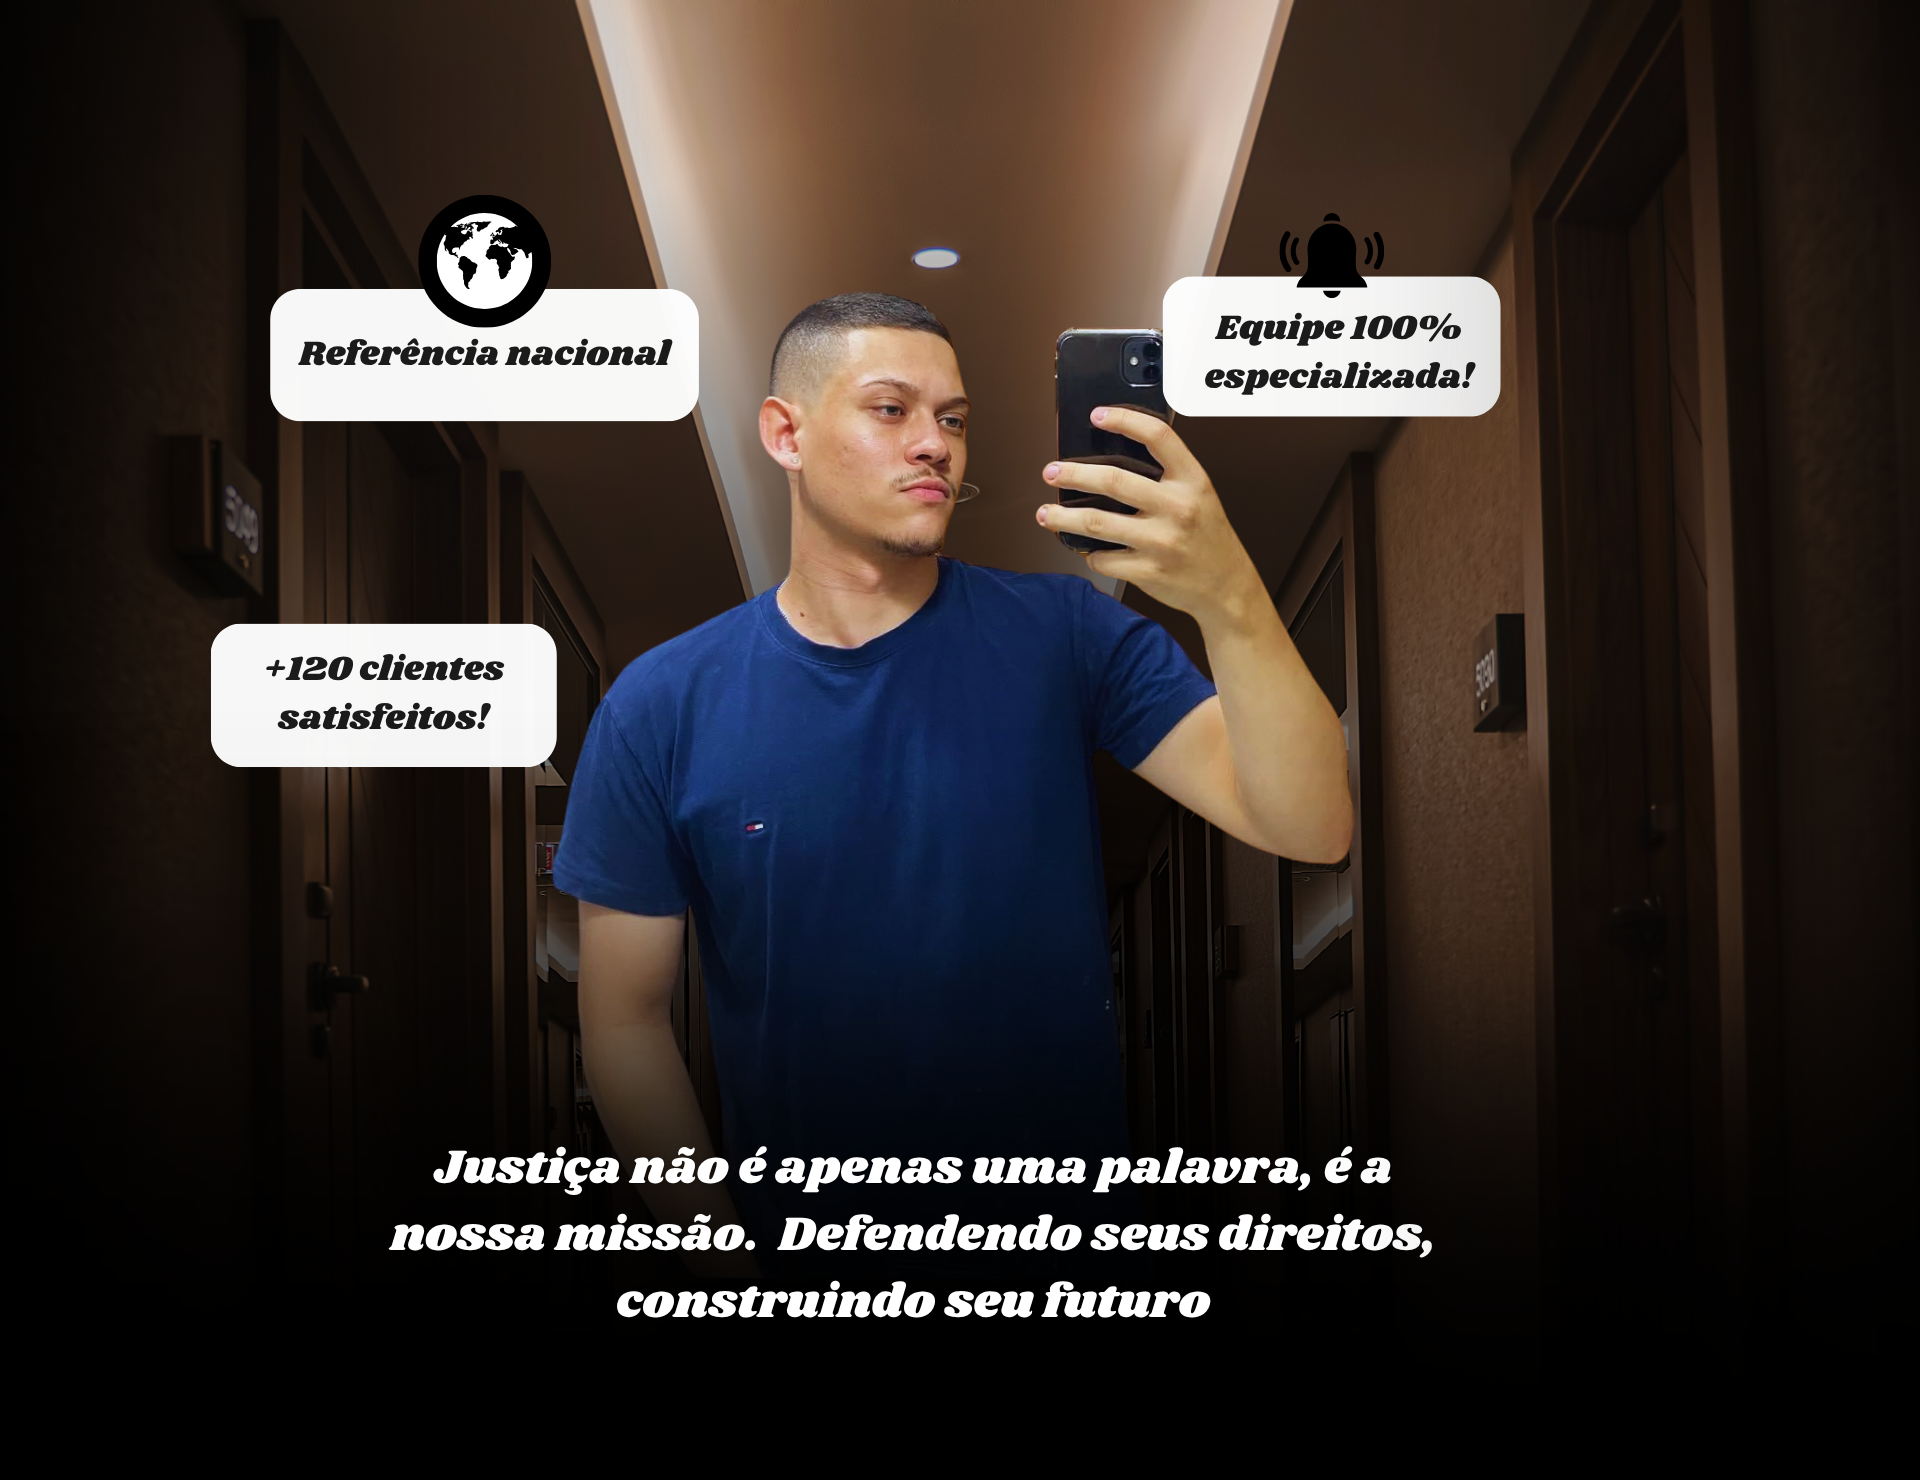 Referência nacional
Equipe 100%
especializada!
+120 clientes
satisfeitos!
Justiça não é apenas uma palavra, é a
nossa missão. Defendendo seus direitos,
construindo seu futuro